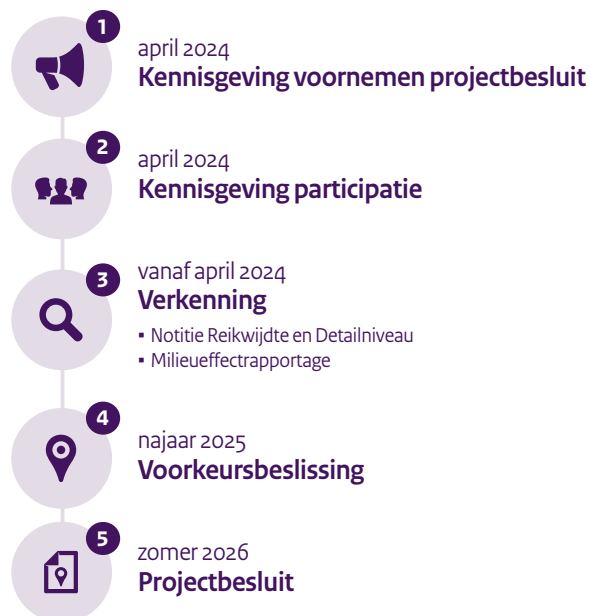 1
april 2024
Kennisgeving voornemen projectbesluit
2
april 2024
Kennisgeving participatie
3
vanaf april 2024
Verkenning
▪ Notitie Reikwijdte en Detailniveau
▪ Milieueffectrapportage
4
najaar 2025
Voorkeursbeslissing
5
zomer 2026
Projectbesluit